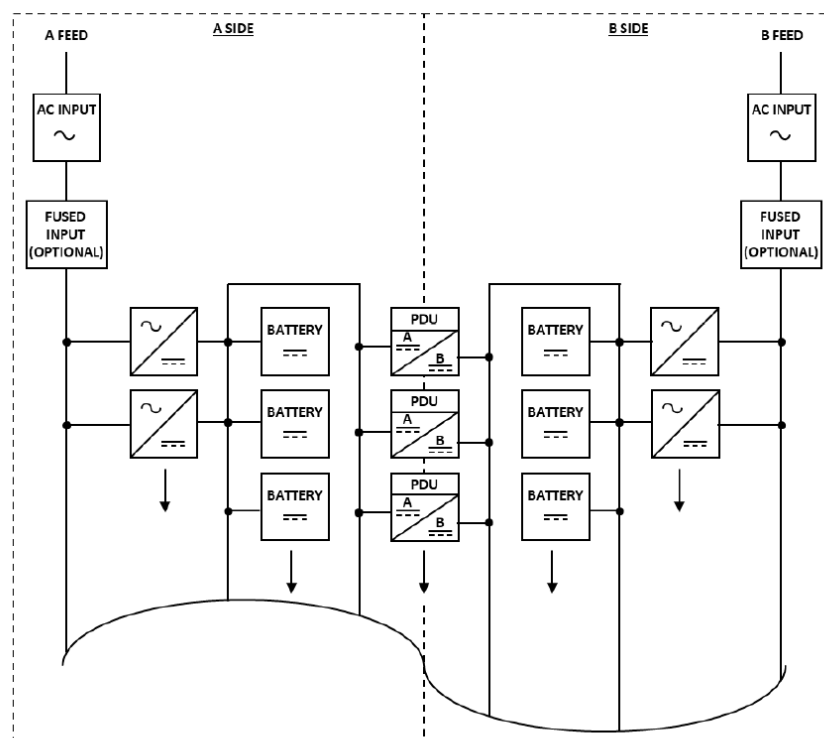 A SIDE
B SIDE
A FEED
B FEED
AC INPUT
AC INPUT
FUSED
INPUT
(OPTIONAL)
FUSED
INPUT
(OPTIONAL)
BATTERY
PDU
A
B
BATTERY
BATTERY
PDU
A
B
BATTERY
BATTERY
PDU
A
B
BATTERY